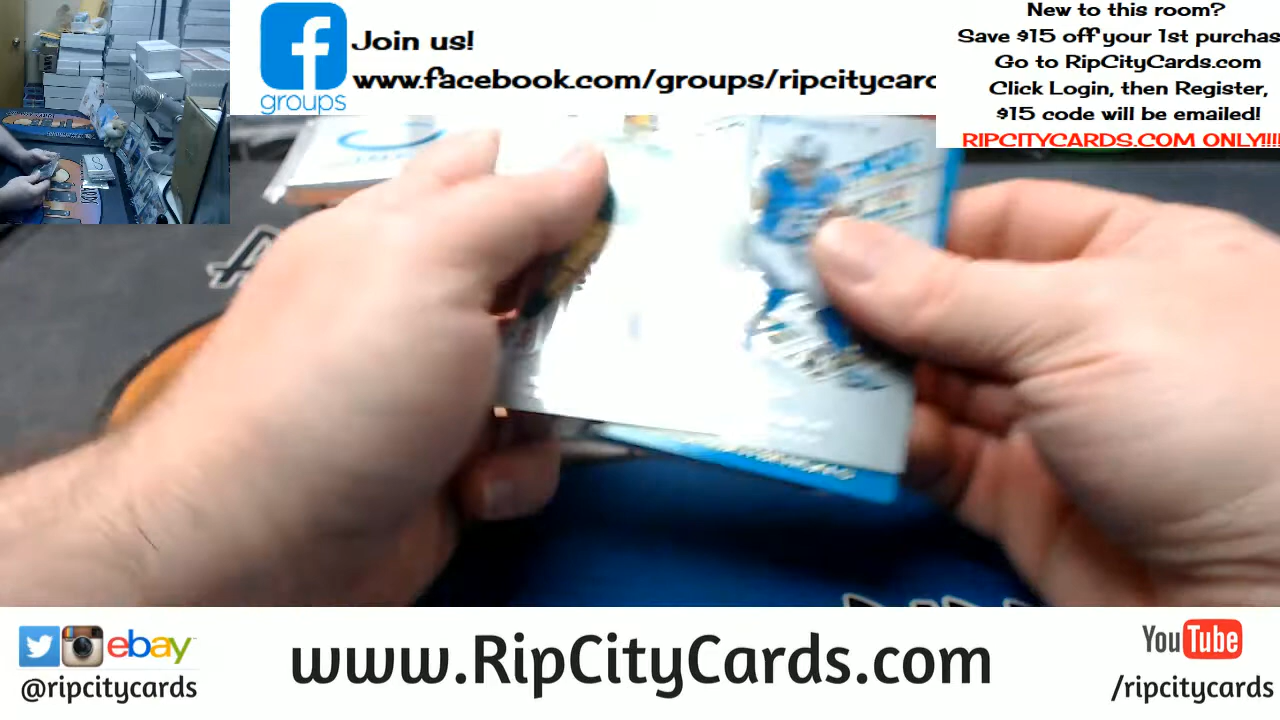 groups
Join us!
www.facebook.com/groups/ripcitycarc
New to this room?
Save $15 off your 1st purchas
Go to RipCityCards.com
Click Login, then Register,
$15 code will be emailed!
RIPCITYCARDS.COM ONLY!!!!
ebay
@ripcitycards
www.RipCityCards.com
YouTube
/ripcitycards